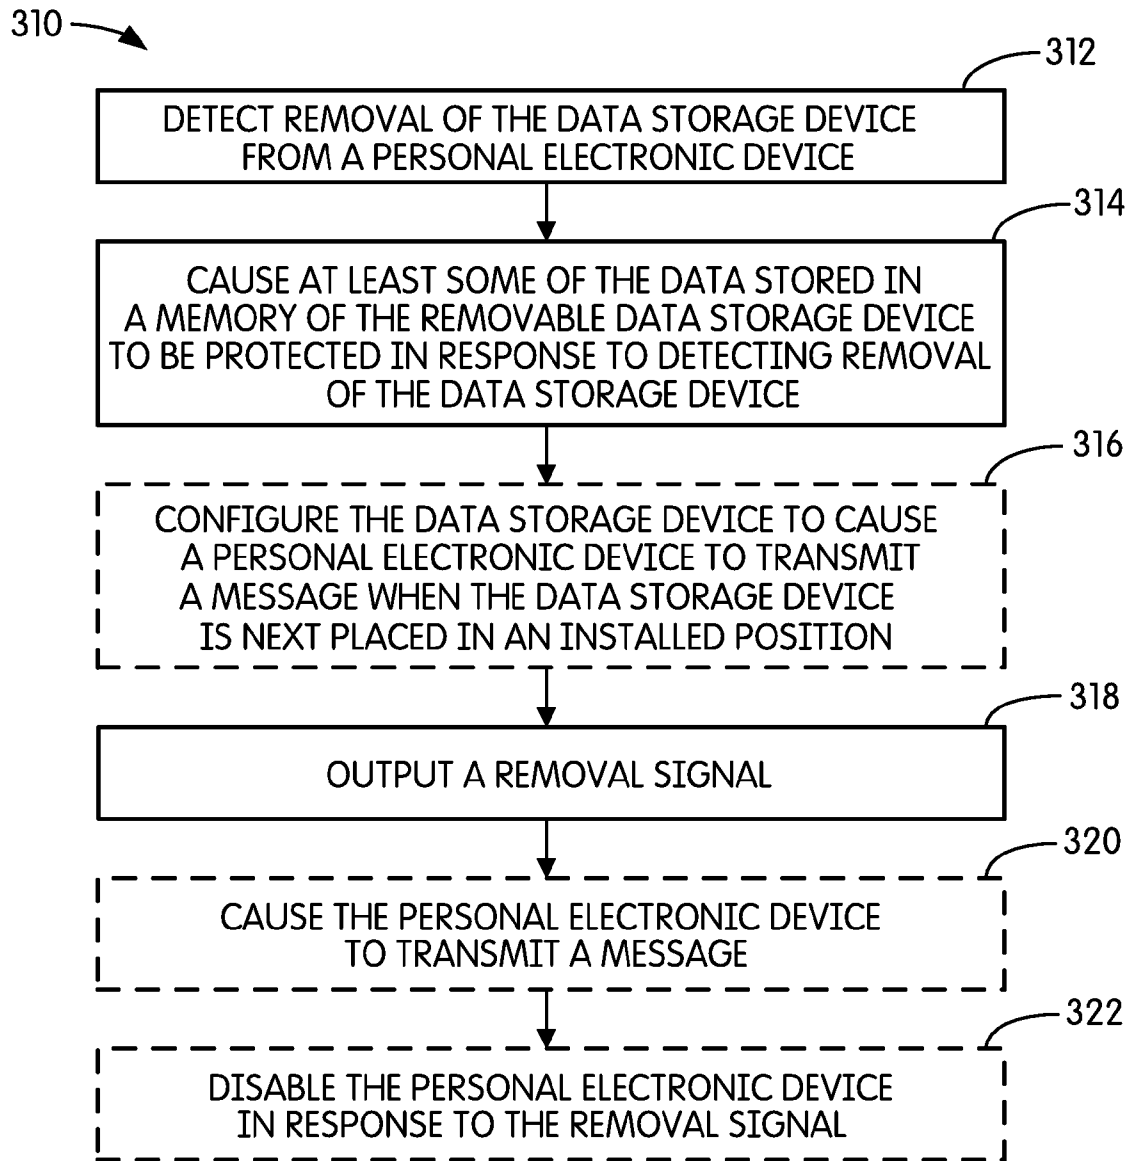 310
312
DETECT REMOVAL OF THE DATA STORAGE DEVICE
FROM A PERSONAL ELECTRONIC DEVICE
314
CAUSE AT LEAST SOME OF THE DATA STORED IN
A MEMORY OF THE REMOVABLE DATA STORAGE DEVICE
TO BE PROTECTED IN RESPONSE TO DETECTING REMOVAL
OF THE DATA STORAGE DEVICE
316
CONFIGURE THE DATA STORAGE DEVICE TO CAUSE
A PERSONAL ELECTRONIC DEVICE TO TRANSMIT
A MESSAGE WHEN THE DATA STORAGE DEVICE
IS NEXT PLACED IN AN INSTALLED POSITION
318
OUTPUT A REMOVAL SIGNAL
320
CAUSE THE PERSONAL ELECTRONIC DEVICE
TO TRANSMIT A MESSAGE
322
DISABLE THE PERSONAL ELECTRONIC DEVICE
IN RESPONSE TO THE REMOVAL SIGNAL